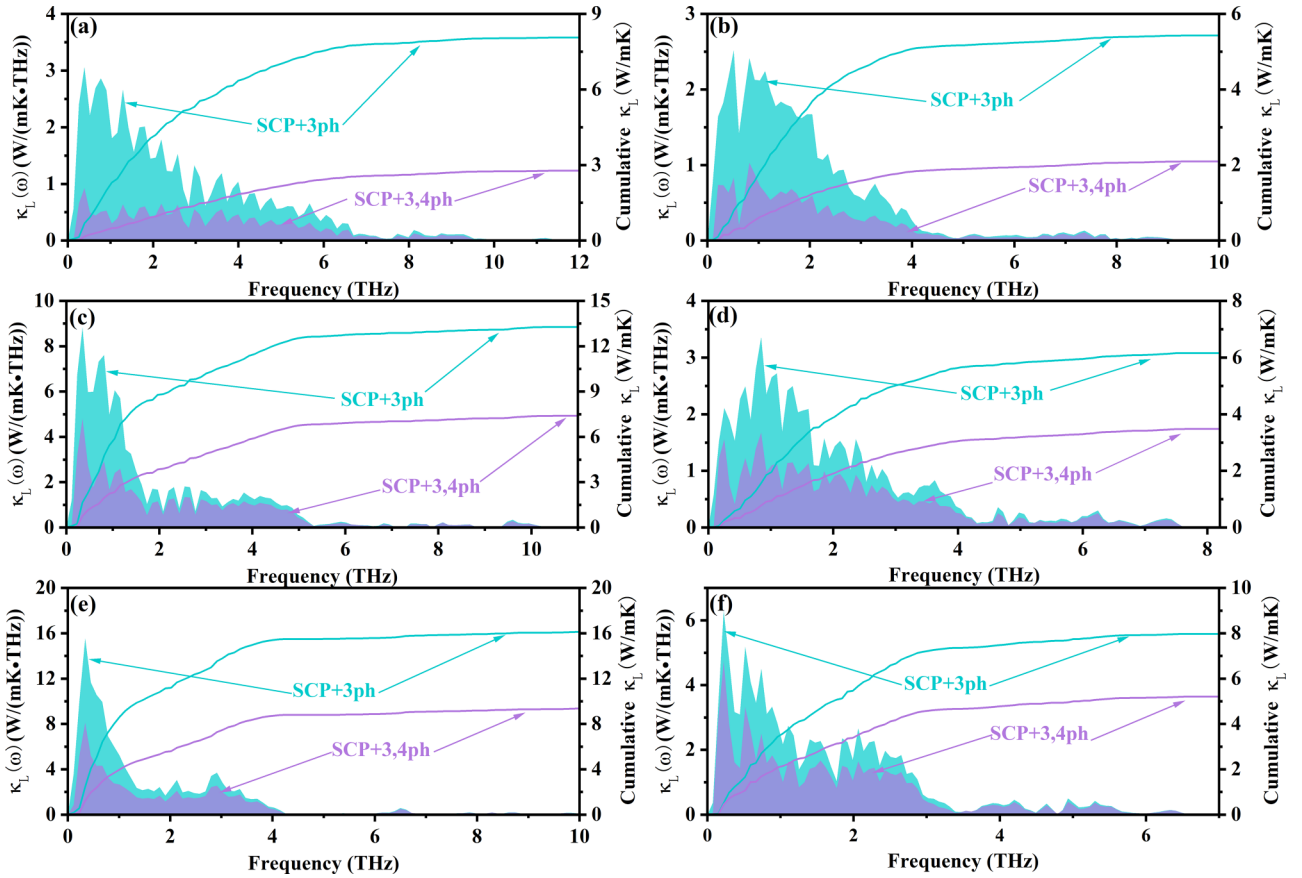 (a)
κL(ω)(W/(mK•THz))
4
3
2
1
0
SCP+3ph
SCP+3,4ph
9
6
3
0
Cumulative κL(W/mK)
0 2 4 6 8 10 12
Frequency (THz)
(b)
κL(ω)(W/(mK•THz))
3
2
1
0
SCP+3ph
SCP+3,4ph
6
5
4
3
2
1
0
Cumulative κL(W/mK)
0 2 4 6 8 10
Frequency (THz)
(c)
κL(ω)(W/(mK•THz))
10
8
6
4
2
0
SCP+3ph
SCP+3,4ph
15
12
9
6
3
0
Cumulative κL(W/mK)
0 2 4 6 8 10
Frequency (THz)
(d)
κL(ω)(W/(mK•THz))
4
3
2
1
0
SCP+3ph
SCP+3,4ph
8
6
4
2
0
Cumulative κL(W/mK)
0 2 4 6 8
Frequency (THz)
(e)
κL(ω)(W/(mK•THz))
20
16
12
8
4
0
SCP+3ph
SCP+3,4ph
20
16
12
8
4
0
Cumulative κL(W/mK)
0 2 4 6 8 10
Frequency (THz)
(f)
κL(ω)(W/(mK•THz))
6
5
4
3
2
1
0
SCP+3ph
SCP+3,4ph
10
8
6
4
2
0
Cumulative κL(W/mK)
0 2 4 6
Frequency (THz)